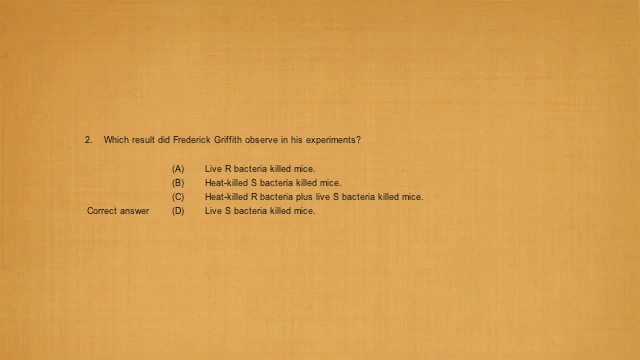 2. Which result did Frederick Griffith observe in his experiments?
(A) Live R bacteria killed mice.
(B) Heat-killed S bacteria killed mice.
(C) Heat-killed R bacteria plus live S bacteria killed mice.
Correct answer (D) Live S bacteria killed mice.